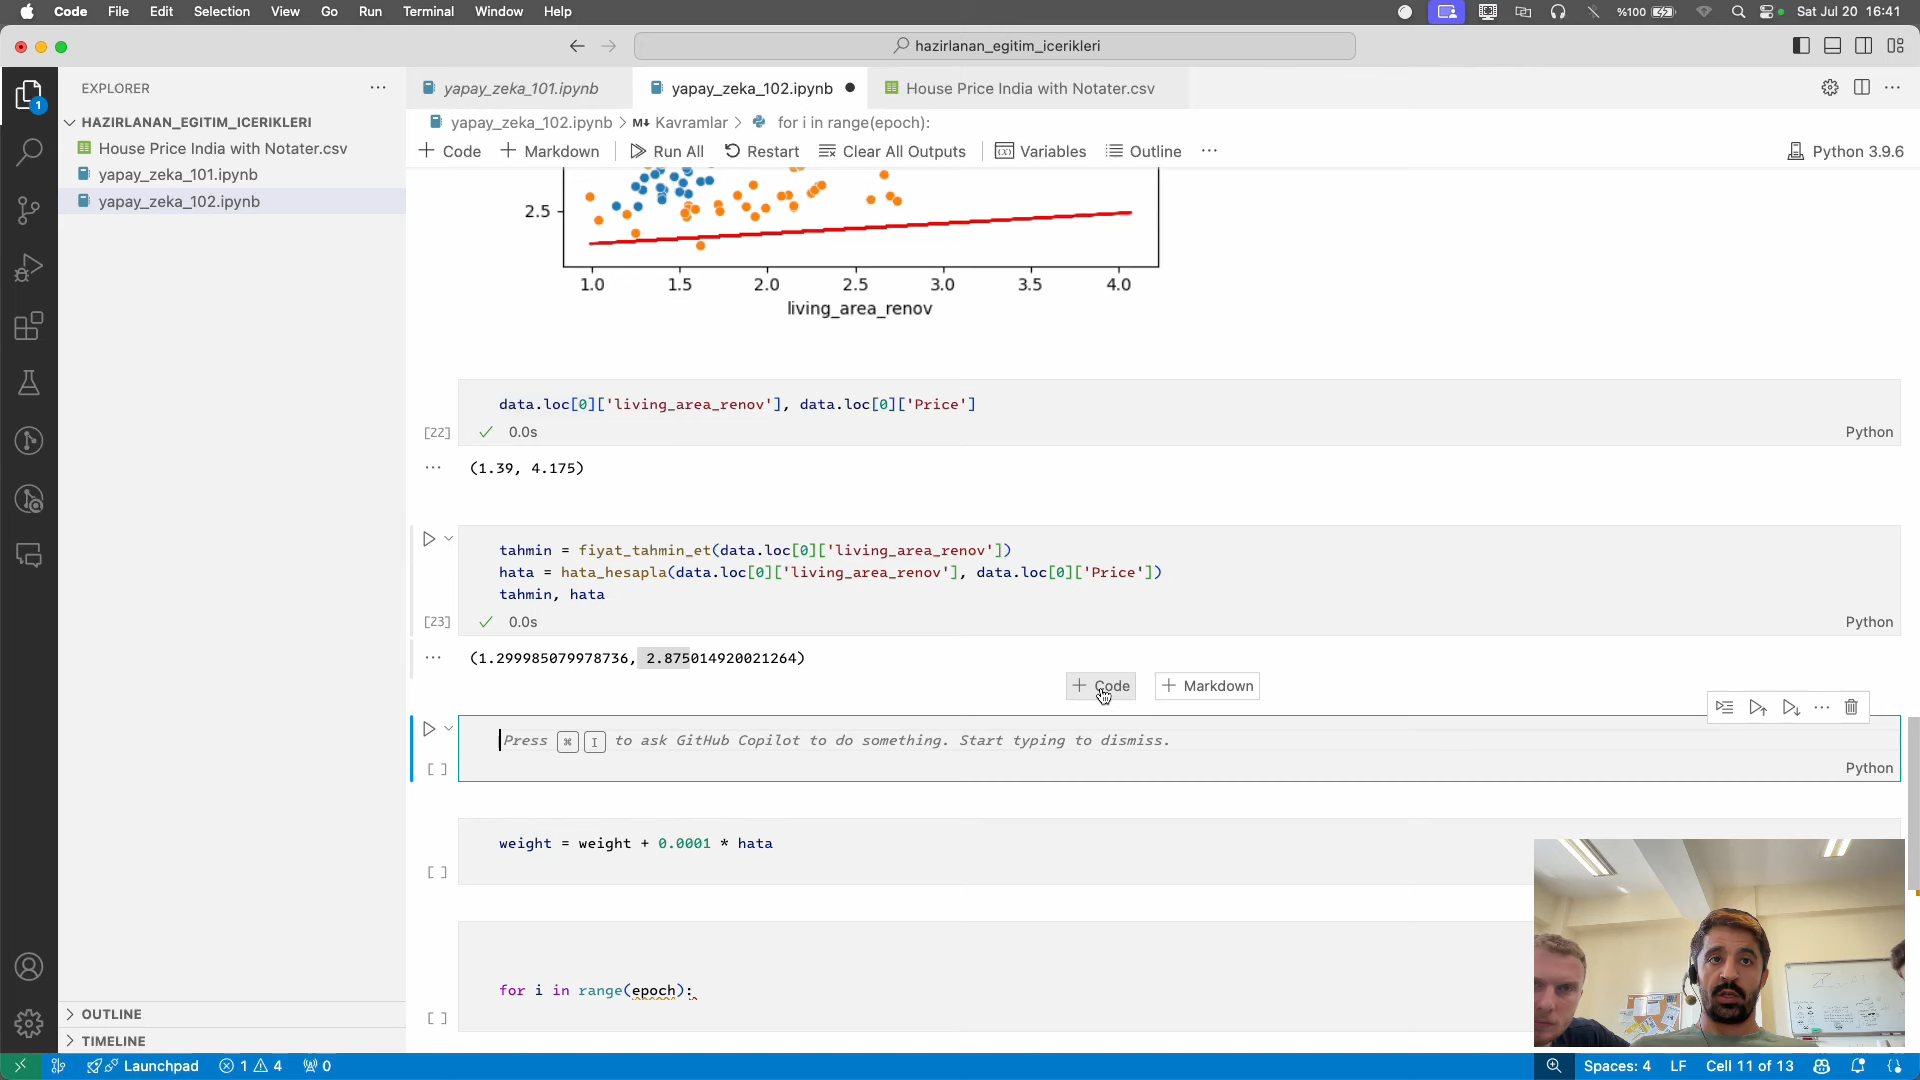 Code File Edit Selection View Go Run Terminal Window Help %100 Sat Jul 20 16:41
hazirlanan_egitim_icerikleri
EXPLORER
yapay_zeka_101.ipynb yapay_zeka_102.ipynb House Price India with Notater.csv
HAZIRLANAN_EGITIM_ICERIKLERI
House Price India with Notater.csv
yapay_zeka_101.ipynb
yapay_zeka_102.ipynb
yapay_zeka_102.ipynb > M↓ Kavramlar > for i in range(epoch):
+ Code + Markdown Run All Restart Clear All Outputs Variables Outline ··· Python 3.9.6
2.5
1.0 1.5 2.0 2.5 3.0 3.5 4.0
living_area_renov
data.loc[0]['living_area_renov'], data.loc[0]['Price']
[22] 0.0s Python
(1.39, 4.175)
tahmin = fiyat_tahmin_et(data.loc[0]['living_area_renov'])
hata = hata_hesapla(data.loc[0]['living_area_renov'], data.loc[0]['Price'])
tahmin, hata
[23] 0.0s Python
(1.299985079978736, 2.875014920021264)
+ Code + Markdown
Press ⌘ I to ask GitHub Copilot to do something. Start typing to dismiss.
[ ] Python
weight = weight + 0.0001 * hata
[ ]
for i in range(epoch):
[ ]
OUTLINE
TIMELINE
1
Launchpad 1 4 0 Spaces: 4 LF Cell 11 of 13